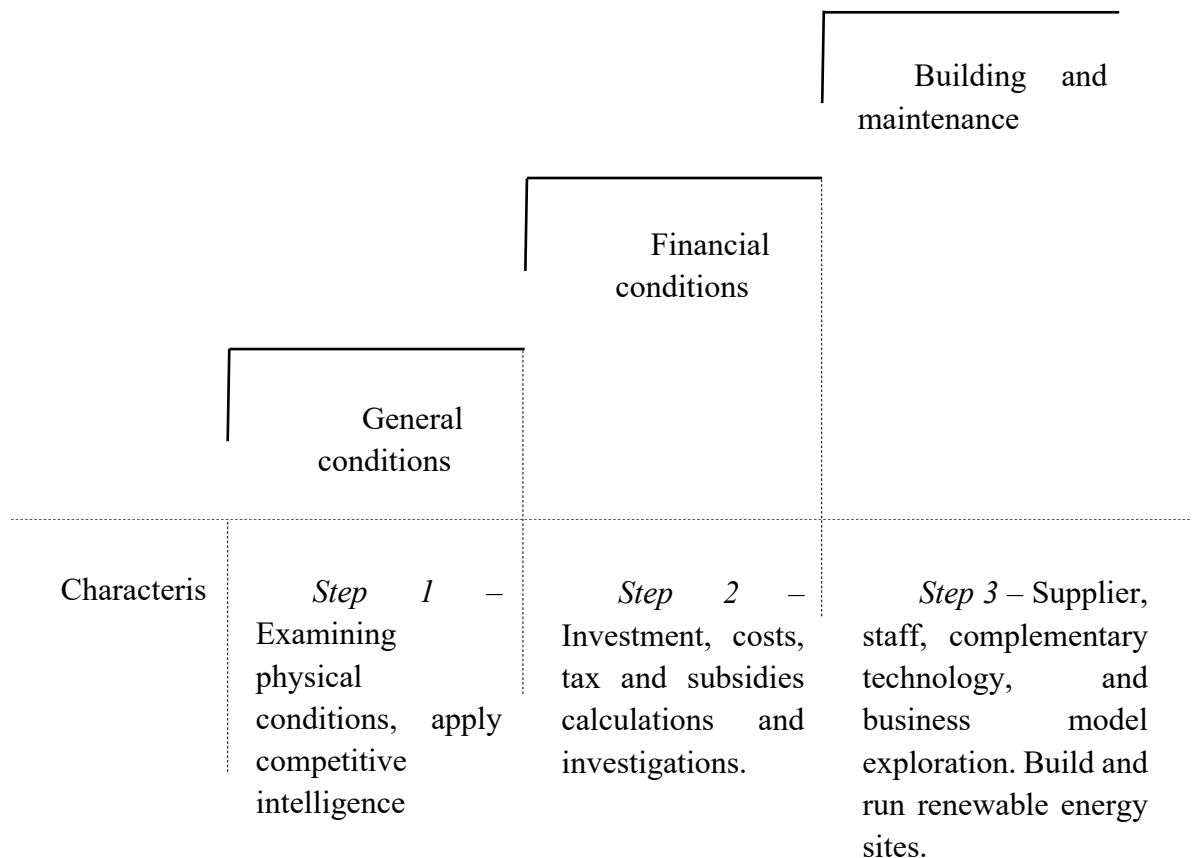 Building and
maintenance
Financial
conditions
General
conditions
Characteris
Step 1 –
Examining
physical
conditions, apply
competitive
intelligence
Step 2 –
Investment, costs,
tax and subsidies
calculations and
investigations.
Step 3 – Supplier,
staff, complementary
technology, and
business model
exploration. Build and
run renewable energy
sites.